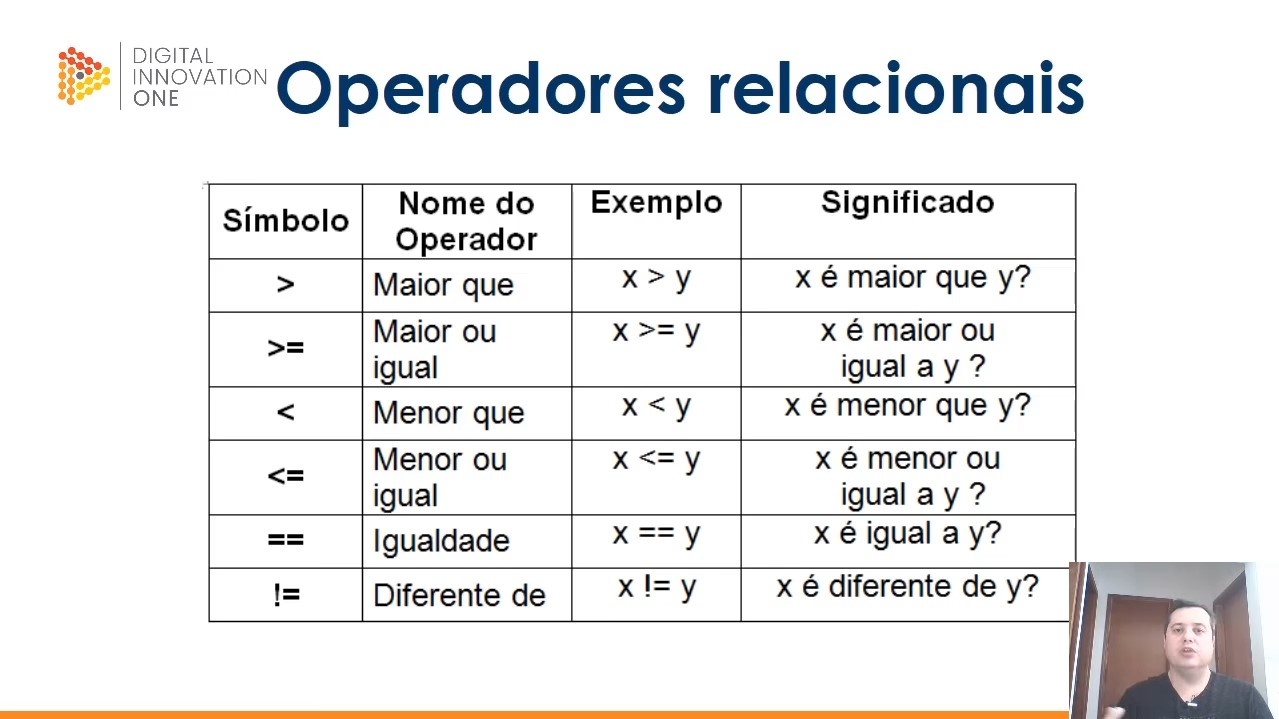 DIGITAL
INNOVATION
ONE
Operadores relacionais
Símbolo
Nome do
Operador
Exemplo
Significado
>
Maior que
x > y
x é maior que y?
>=
Maior ou
igual
x >= y
x é maior ou
igual a y ?
<
Menor que
x < y
x é menor que y?
<=
Menor ou
igual
x <= y
x é menor ou
igual a y ?
==
Igualdade
x == y
x é igual a y?
!=
Diferente de
x != y
x é diferente de y?